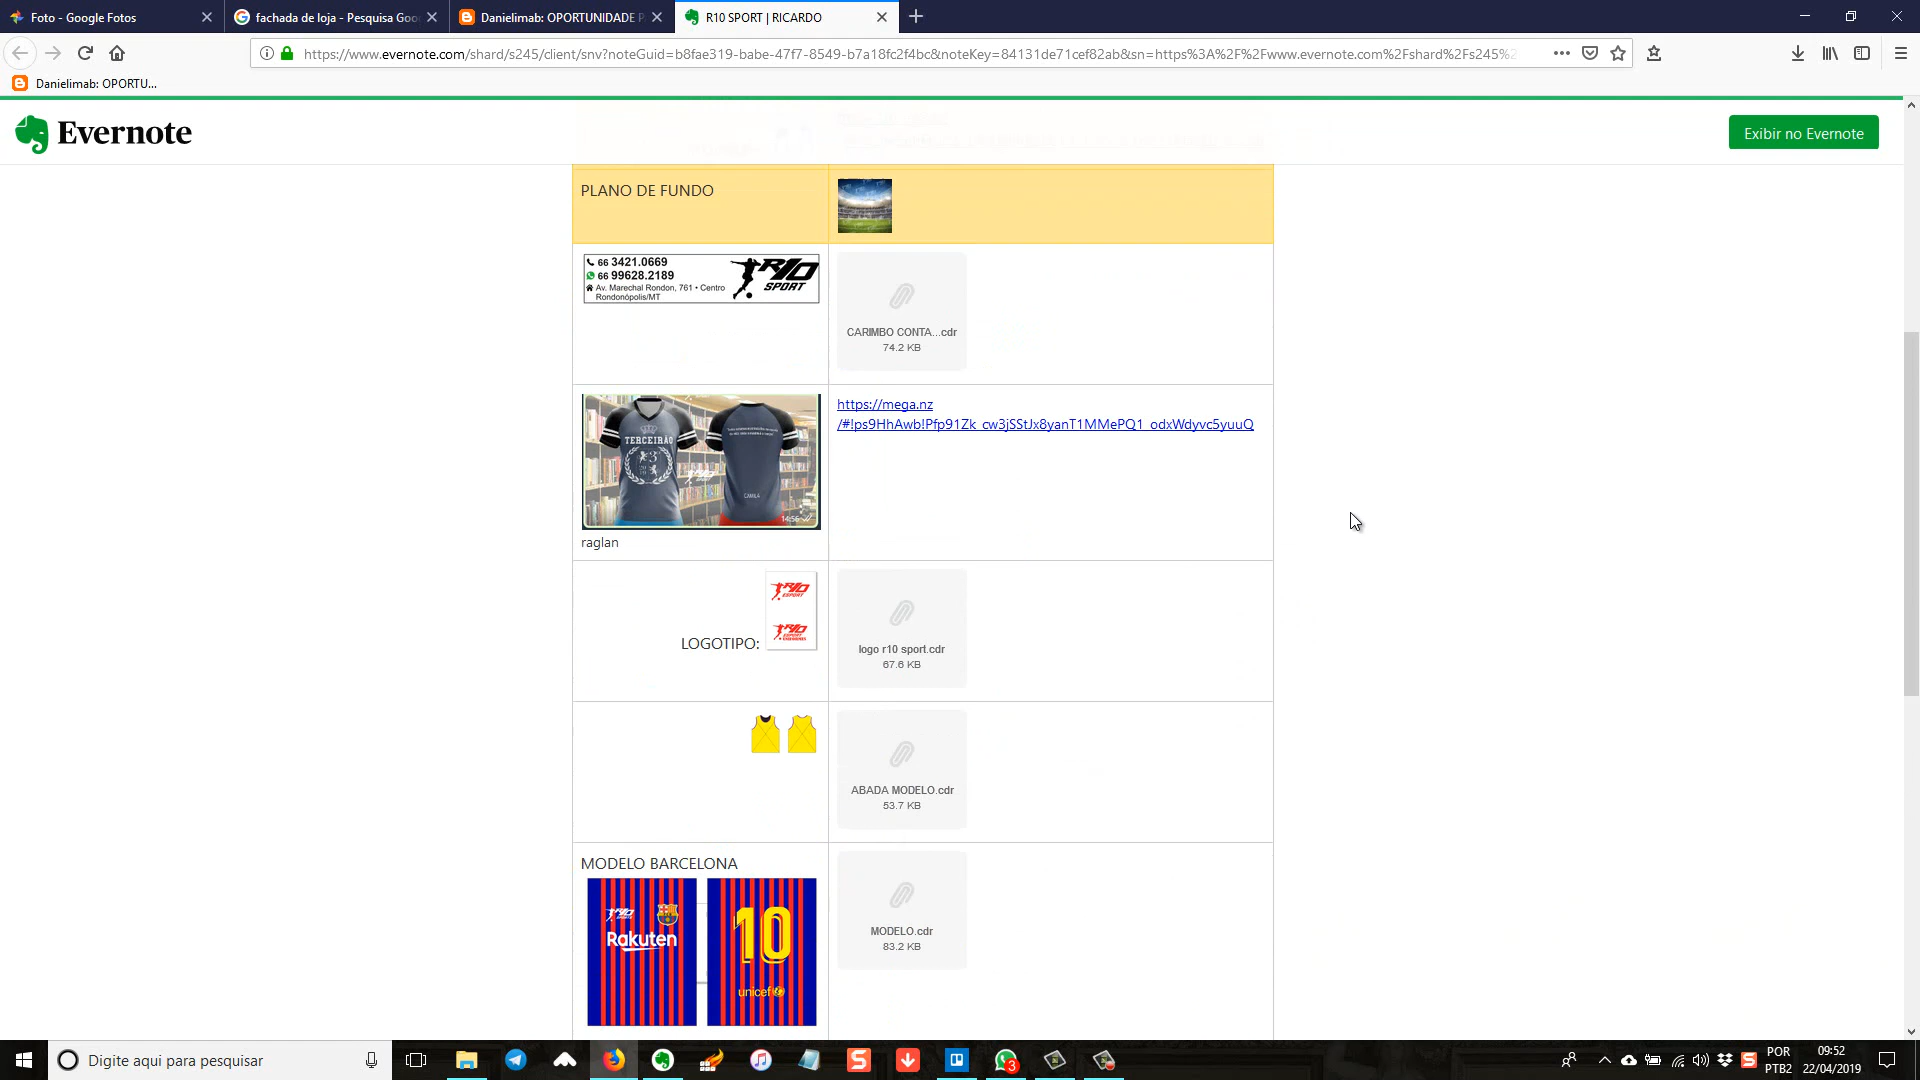 Foto - Google Fotos
fachada de loja - Pesquisa Goo
Danielimab: OPORTUNIDADE P
R10 SPORT | RICARDO
https://www.evernote.com/shard/s245/client/snv?noteGuid=b8fae319-babe-47f7-8549-b7a18fc2f4bc&noteKey=84131de71cef82ab&sn=https%3A%2F%2Fwww.evernote.com%2Fshard%2Fs245%2
Danielimab: OPORTU...
Evernote
Exibir no Evernote
PLANO DE FUNDO
66 3421.0669
66 99628.2189
Av. Marechal Rondon, 761 • Centro
Rondonópolis/MT
R10
SPORT
CARIMBO CONTA...cdr
74.2 KB
TERCEIRÃO
CAMILA
14:56
raglan
https://mega.nz
/#!ps9HhAwb!Pfp91Zk_cw3jSStJx8yanT1MMePQ1_odxWdyvc5yuuQ
LOGOTIPO:
logo r10 sport.cdr
67.6 KB
ABADA MODELO.cdr
53.7 KB
MODELO BARCELONA
Rakuten
10
unicef
MODELO.cdr
83.2 KB
Digite aqui para pesquisar
3
POR
PTB2
09:52
22/04/2019